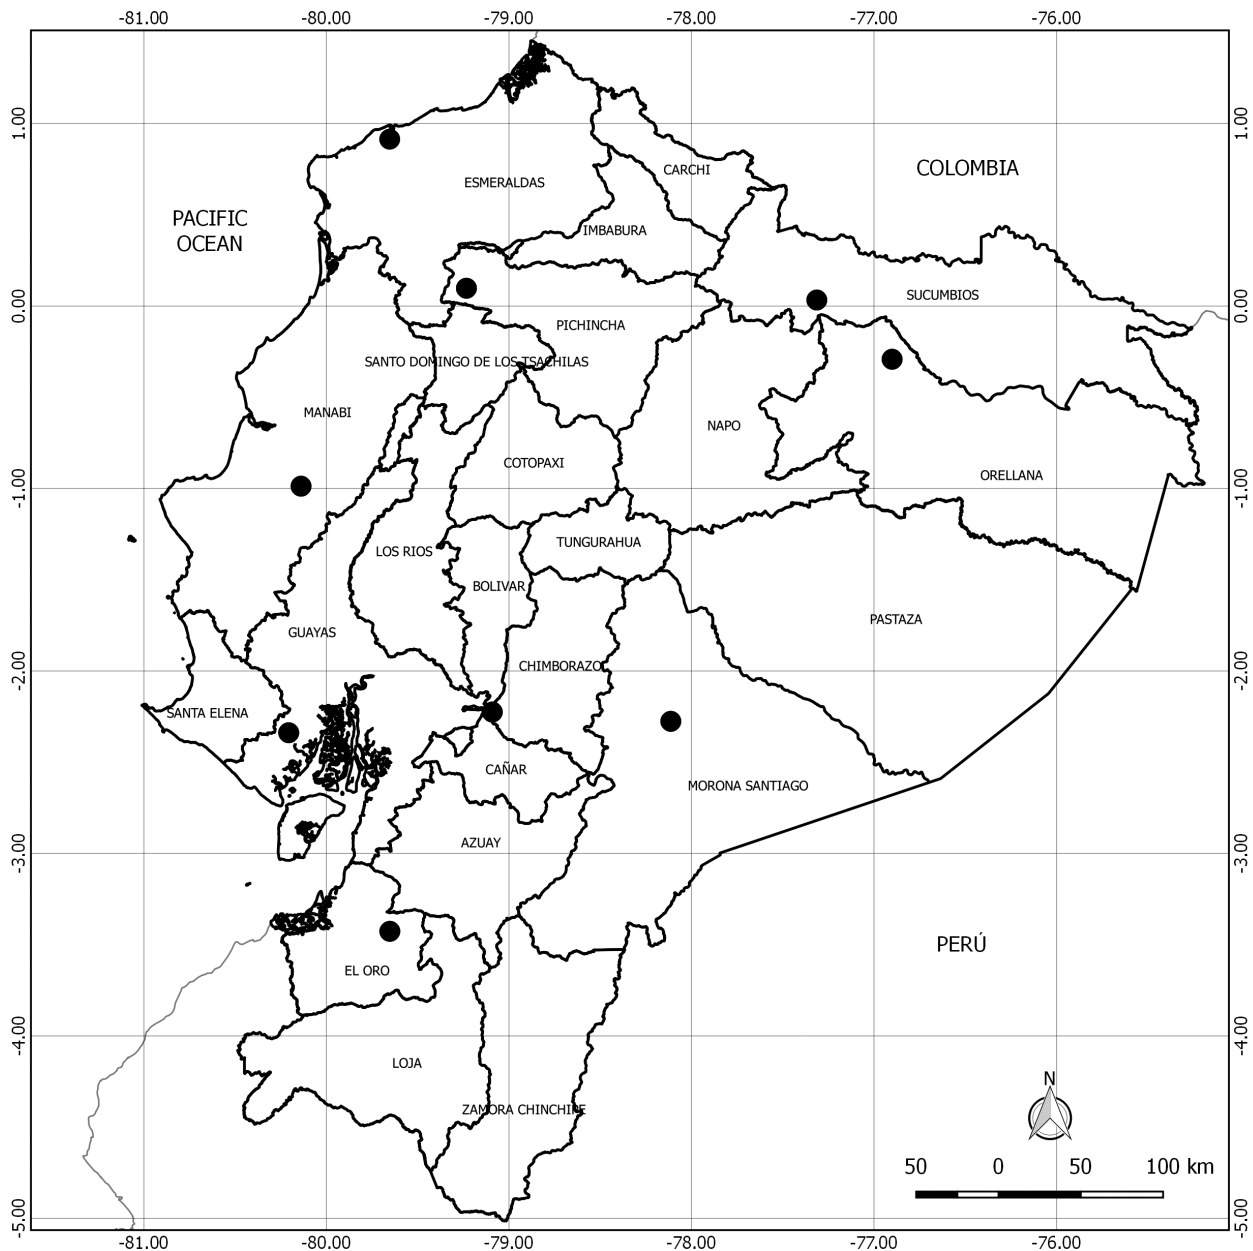 -81.00 -80.00 -79.00 -78.00 -77.00 -76.00
1.00 1.00
CARCHI
COLOMBIA
ESMERALDAS
PACIFIC
OCEAN
IMBABURA
SUCUMBIOS
0.00 0.00
PICHINCHA
SANTO DOMINGO DE LOS TSACHILAS
MANABI
NAPO
COTOPAXI
ORELLANA
-1.00 -1.00
TUNGURAHUA
LOS RIOS
BOLIVAR
PASTAZA
GUAYAS
CHIMBORAZO
-2.00 -2.00
SANTA ELENA
CAÑAR
MORONA SANTIAGO
AZUAY
-3.00 -3.00
PERÚ
EL ORO
-4.00 -4.00
LOJA
N
ZAMORA CHINCHIPE
50 0 50 100 km
-5.00 -5.00
-81.00 -80.00 -79.00 -78.00 -77.00 -76.00